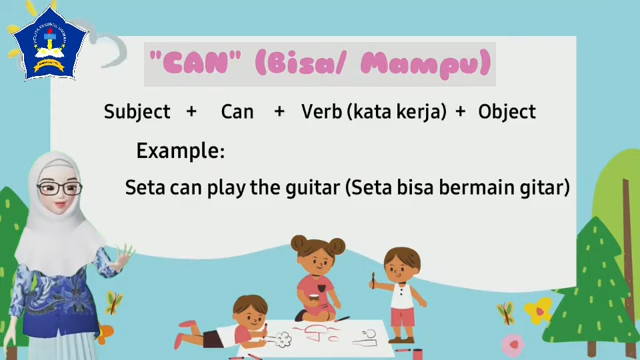 "CAN" (Bisa/ Mampu)
Subject + Can + Verb (kata kerja) + Object
Example:
Seta can play the guitar (Seta bisa bermain gitar)